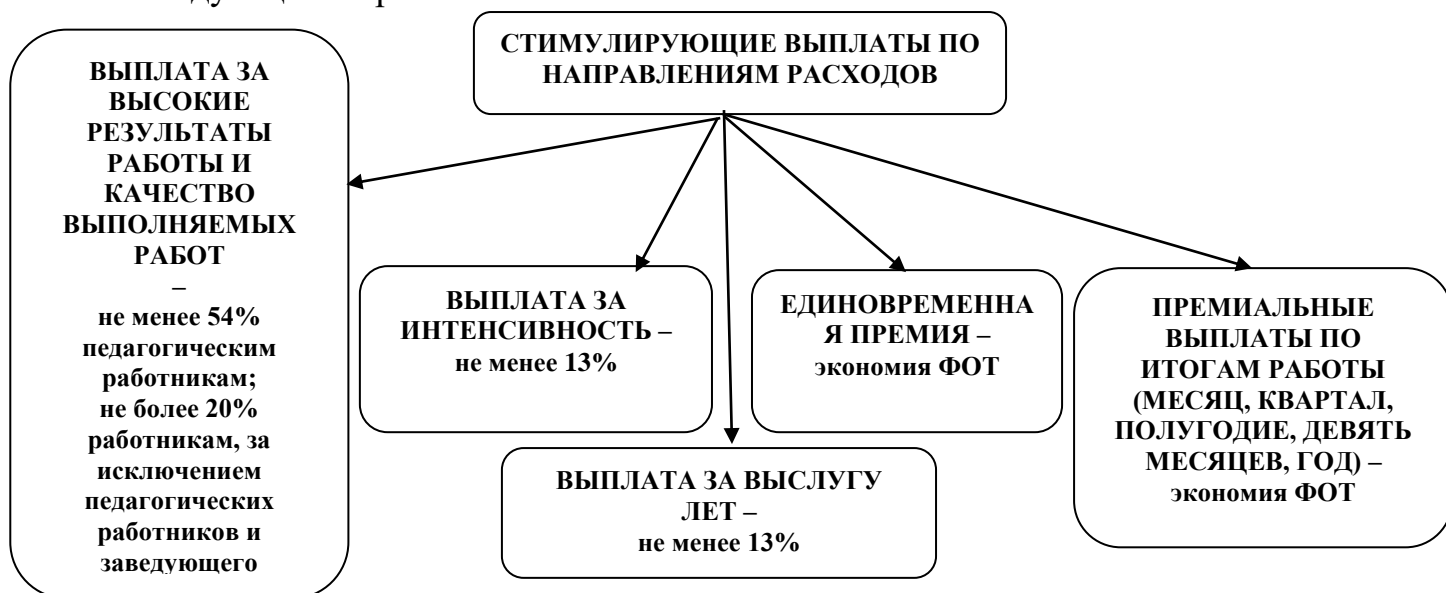 СТИМУЛИРУЮЩИЕ ВЫПЛАТЫ ПО
НАПРАВЛЕНИЯМ РАСХОДОВ
ВЫПЛАТА ЗА
ВЫСОКИЕ
РЕЗУЛЬТАТЫ
РАБОТЫ И
КАЧЕСТВО
ВЫПОЛНЯЕМЫХ
РАБОТ
–
не менее 54%
педагогическим
работникам;
не более 20%
работникам, за
исключением
педагогических
работников и
заведующего
ВЫПЛАТА ЗА
ИНТЕНСИВНОСТЬ –
не менее 13%
ЕДИНОВРЕМЕННА
Я ПРЕМИЯ –
экономия ФОТ
ПРЕМИАЛЬНЫЕ
ВЫПЛАТЫ ПО
ИТОГАМ РАБОТЫ
(МЕСЯЦ, КВАРТАЛ,
ПОЛУГОДИЕ, ДЕВЯТЬ
МЕСЯЦЕВ, ГОД) –
экономия ФОТ
ВЫПЛАТА ЗА ВЫСЛУГУ
ЛЕТ –
не менее 13%